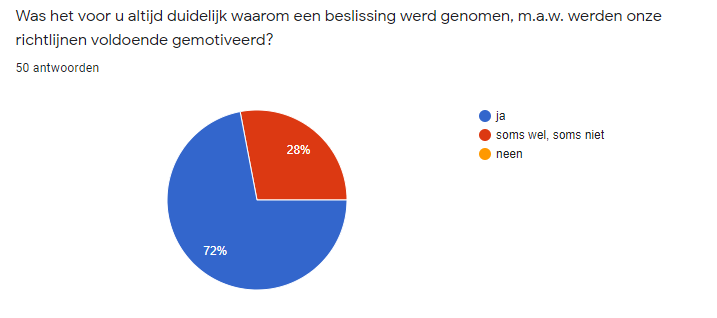 Was het voor u altijd duidelijk waarom een beslissing werd genomen, m.a.w. werden onze
richtlijnen voldoende gemotiveerd?
50 antwoorden
28%
72%
ja
soms wel, soms niet
neen